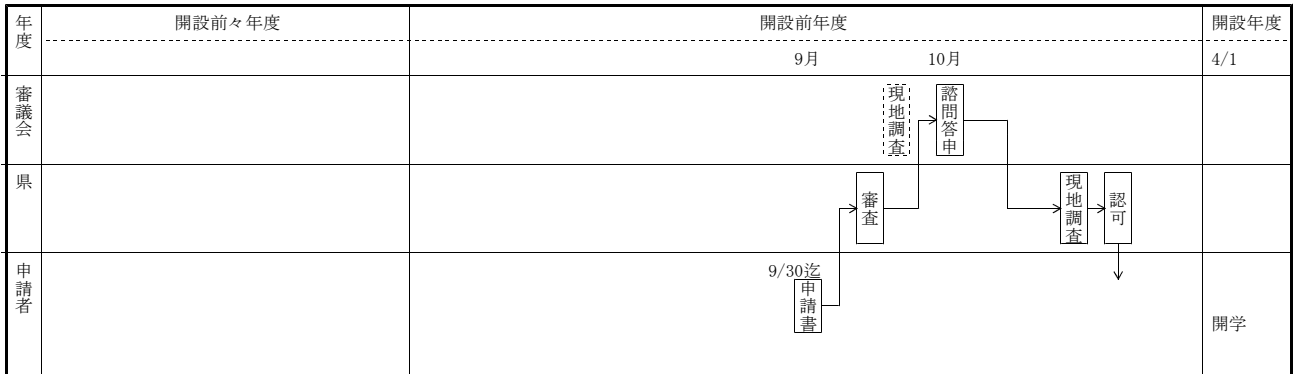 年度
開設前々年度
開設前年度
開設年度
9月
10月
4/1
審議会
現地調査
諮問答申
県
審査
現地調査
認可
申請者
9/30迄
申請書
開学